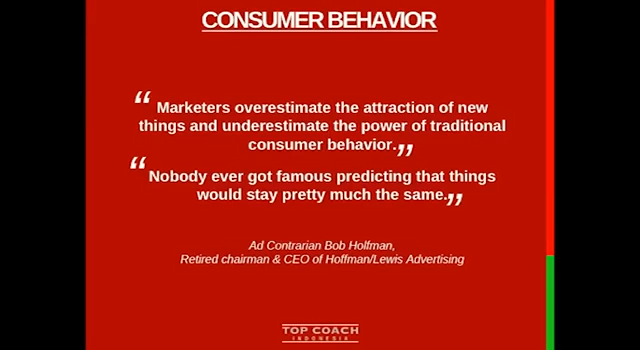 CONSUMER BEHAVIOR
“ Marketers overestimate the attraction of new
things and underestimate the power of traditional
consumer behavior.”
“ Nobody ever got famous predicting that things
would stay pretty much the same.”
Ad Contrarian Bob Holfman,
Retired chairman & CEO of Hoffman/Lewis Advertising
TOP COACH
INDONESIA